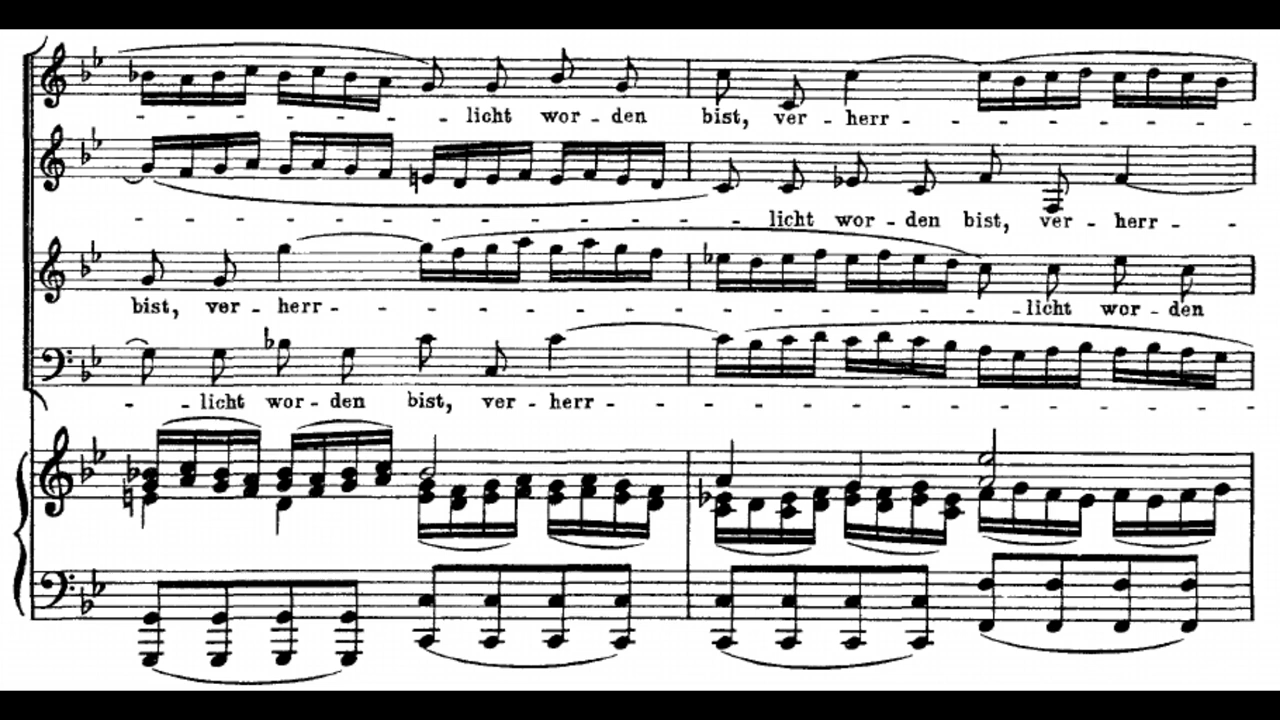 licht wor - den bist, ver - herr -
licht wor - den bist, ver - herr -
bist, ver - herr - licht wor - den
licht wor - den bist, ver - herr -